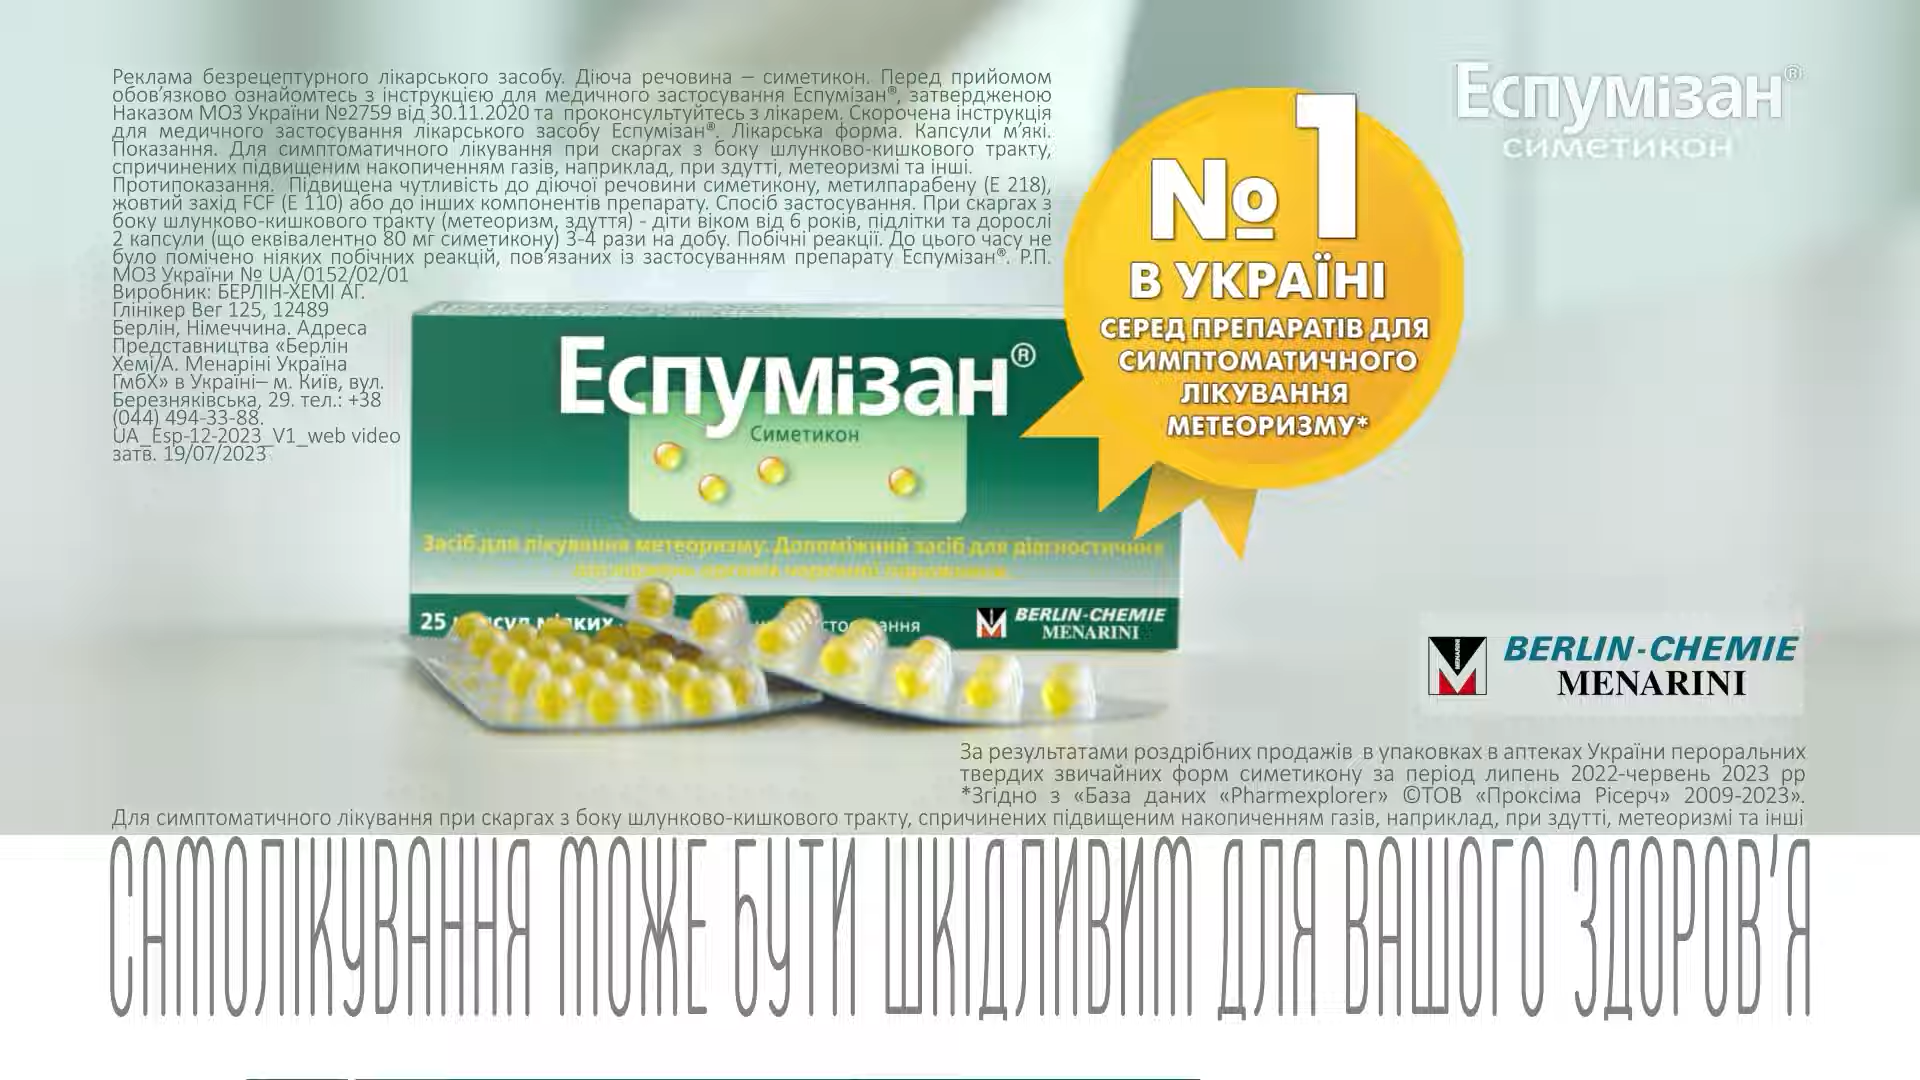 Реклама безрецептурного лікарського засобу. Діюча речовина – симетикон. Перед прийомом
обов'язково ознайомтесь з інструкцією для медичного застосування Еспумізан®, затвердженою
Наказом МОЗ України №2759 від 30.11.2020 та проконсультуйтесь з лікарем. Скорочена інструкція
для медичного застосування лікарського засобу Еспумізан®. Лікарська форма. Капсули м'які.
Показання. Для симптоматичного лікування при скаргах з боку шлунково-кишкового тракту,
спричинених підвищеним накопиченням газів, наприклад, при здутті, метеоризмі та інші.
Протипоказання. Підвищена чутливість до діючої речовини симетикону, метилпарабену (Е 218),
жовтий захід FCF (Е 110) або до інших компонентів препарату. Спосіб застосування. При скаргах з
боку шлунково-кишкового тракту (метеоризм, здуття) - діти віком від 6 років, підлітки та дорослі
2 капсули (що еквівалентно 80 мг симетикону) 3-4 рази на добу. Побічні реакції. До цього часу не
було помічено ніяких побічних реакцій, пов'язаних із застосуванням препарату Еспумізан®. Р.П.
МОЗ України № UA/0152/02/01
Виробник: БЕРЛІН-ХЕМІ АГ.
Глінікер Вег 125, 12489
Берлін, Німеччина. Адреса
Представництва «Берлін
Хемі/А. Менаріні Україна
ГмбХ» в Україні– м. Київ, вул.
Березняківська, 29. тел.: +38
(044) 494-33-88.
UA_Esp-12-2023_V1_web video
затв. 19/07/2023
Еспумізан®
симетикон
№1
В УКРАЇНІ
СЕРЕД ПРЕПАРАТІВ ДЛЯ
СИМПТОМАТИЧНОГО
ЛІКУВАННЯ
МЕТЕОРИЗМУ*
Еспумізан®
Симетикон
Засіб для лікування метеоризму. Допоміжний засіб для діагностичних
25
BERLIN-CHEMIE
MENARINI
MENARINI
BERLIN-CHEMIE
MENARINI
За результатами роздрібних продажів в упаковках в аптеках України пероральних
твердих звичайних форм симетикону за період липень 2022-червень 2023 рр
*Згідно з «База даних «Pharmexplorer» ©ТОВ «Проксіма Рісерч» 2009-2023».
Для симптоматичного лікування при скаргах з боку шлунково-кишкового тракту, спричинених підвищеним накопиченням газів, наприклад, при здутті, метеоризмі та інші
САМОЛІКУВАННЯ МОЖЕ БУТИ ШКІДЛИВИМ ДЛЯ ВАШОГО ЗДОРОВ'Я